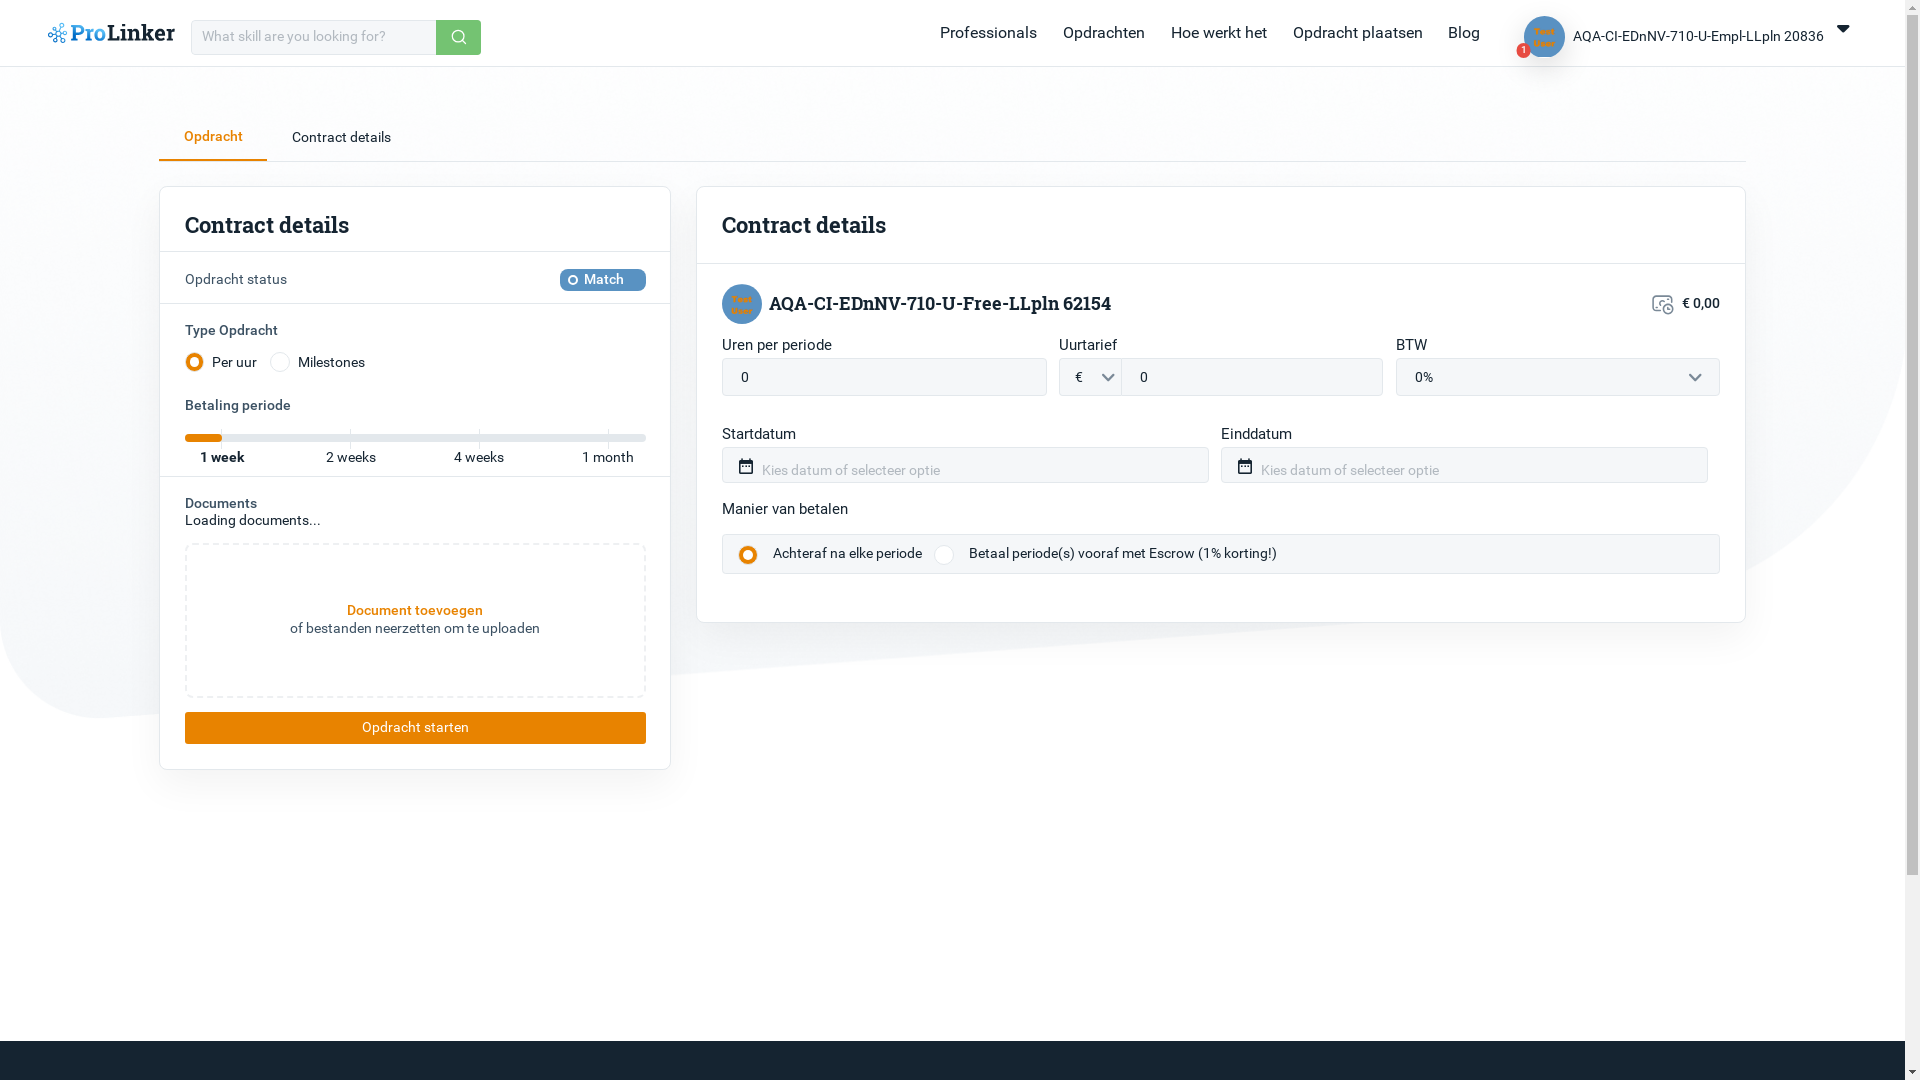 ProLinker
What skill are you looking for?
Professionals
Opdrachten
Hoe werkt het
Opdracht plaatsen
Blog
Test
User
1
AQA-CI-EDnNV-710-U-Empl-LLpln 20836
Opdracht
Contract details
Contract details
Opdracht status
Match
Type Opdracht
Per uur
Milestones
Betaling periode
1 week
2 weeks
4 weeks
1 month
Documents
Loading documents...
Document toevoegen
of bestanden neerzetten om te uploaden
Opdracht starten
Contract details
Test
User
AQA-CI-EDnNV-710-U-Free-LLpln 62154
€ 0,00
Uren per periode
Uurtarief
BTW
0
€
0
0%
Startdatum
Einddatum
Kies datum of selecteer optie
Kies datum of selecteer optie
Manier van betalen
Achteraf na elke periode
Betaal periode(s) vooraf met Escrow (1% korting!)